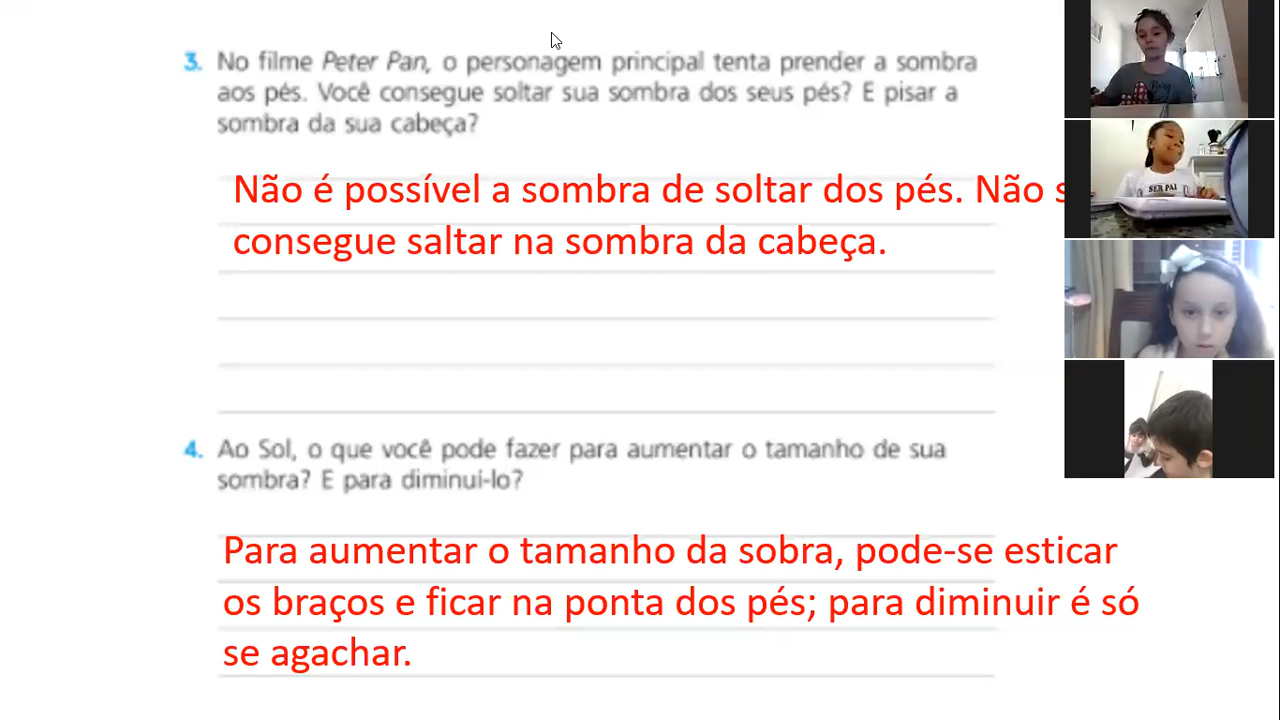 3. No filme Peter Pan, o personagem principal tenta prender a sombra
aos pés. Você consegue soltar sua sombra dos seus pés? E pisar a
sombra da sua cabeça?
Não é possível a sombra de soltar dos pés. Não s
consegue saltar na sombra da cabeça.
4. Ao Sol, o que você pode fazer para aumentar o tamanho de sua
sombra? E para diminuí-lo?
Para aumentar o tamanho da sobra, pode-se esticar
os braços e ficar na ponta dos pés; para diminuir é só
se agachar.
SER PAI